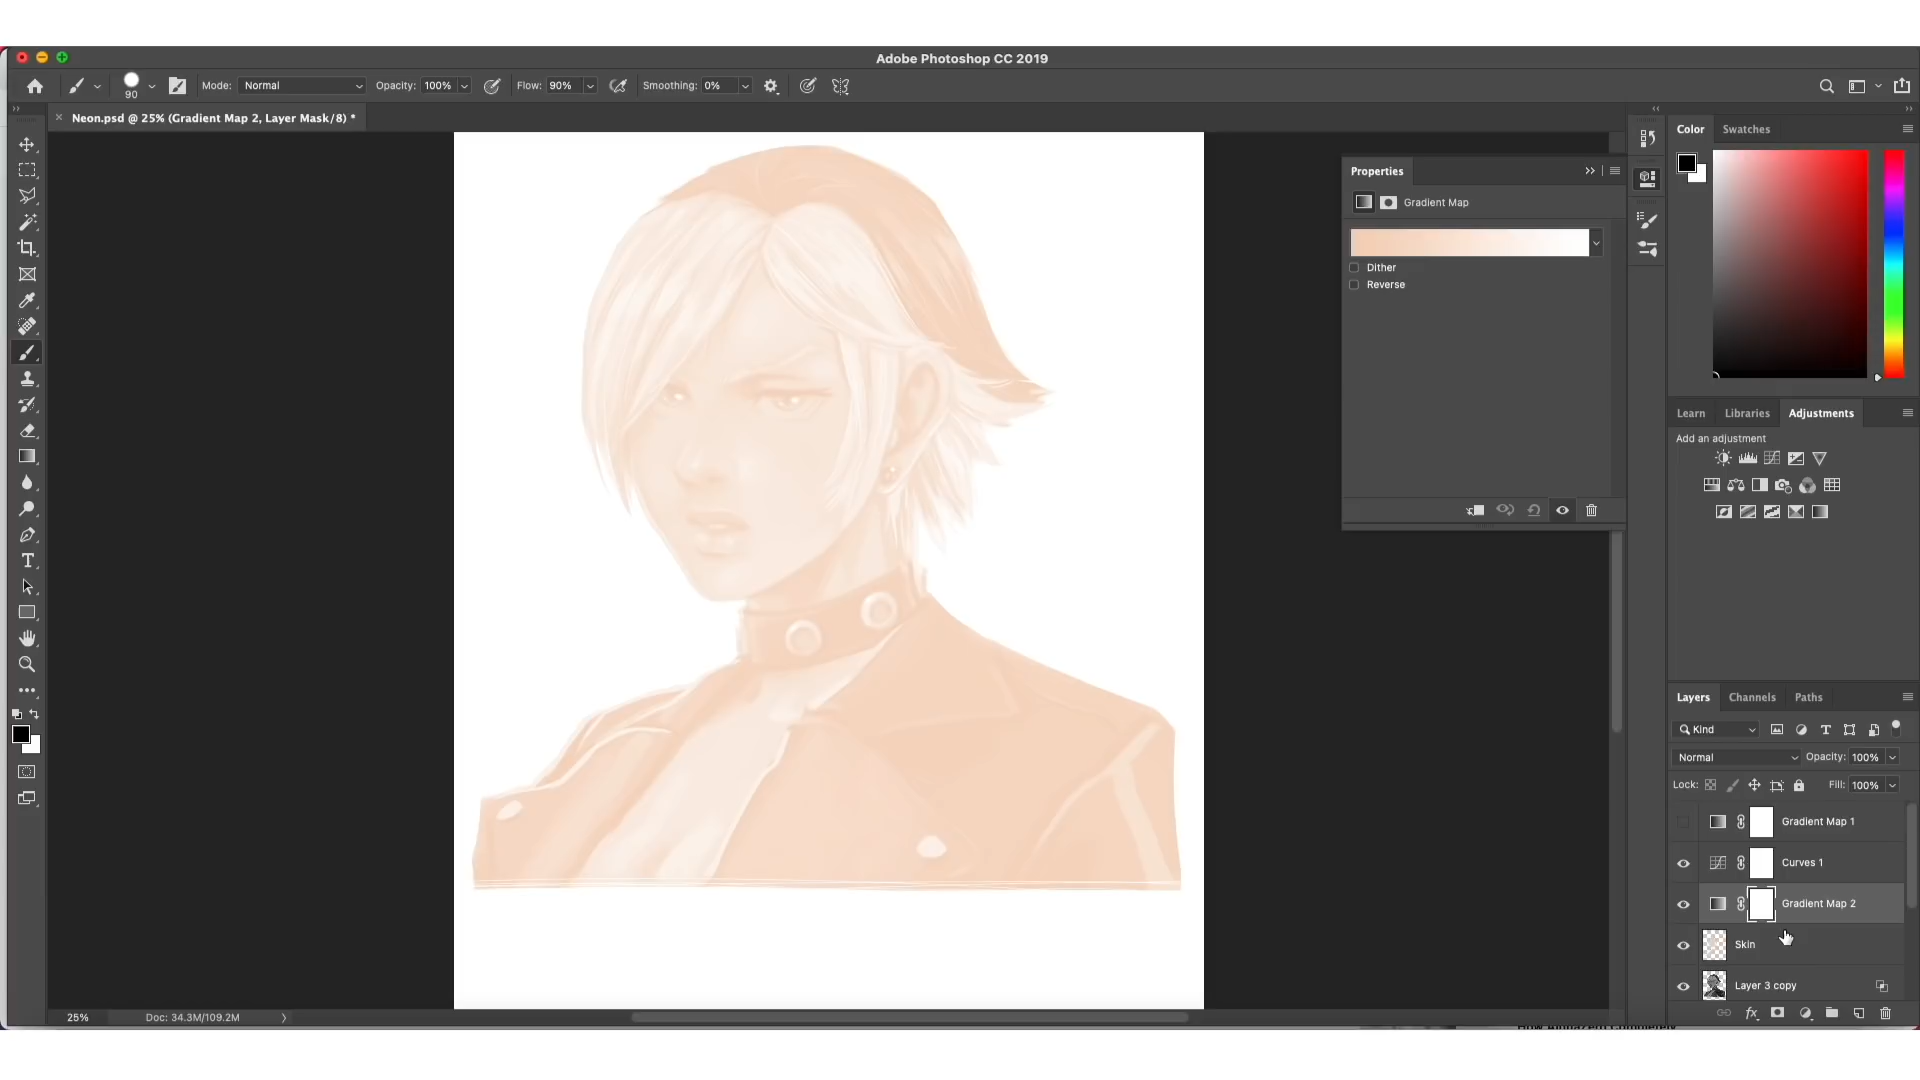 Adobe Photoshop CC 2019
90
Mode: Normal
Opacity: 100%
Flow: 90%
Smoothing: 0%
Neon.psd @ 25% (Gradient Map 2, Layer Mask/8) *
Color
Swatches
Properties
Gradient Map
Dither
Reverse
Learn
Libraries
Adjustments
Add an adjustment
Layers
Channels
Paths
Kind
Normal
Opacity: 100%
Lock:
Fill: 100%
Gradient Map 1
Curves 1
Gradient Map 2
Skin
Layer 3 copy
25%
Doc: 34.3M/109.2M